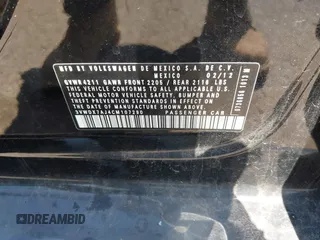 MFD BY VOLKSWAGEN DE MEXICO S.A. DE C.V.
MEXICO 02/12
GVWR 4211 GAWR FRONT 2205 / REAR 2116 LBS
THIS VEHICLE CONFORMS TO ALL APPLICABLE
FEDERAL MOTOR VEHICLE SAFETY, BUMPER AND THEFT
PREVENTION STANDARDS IN EFFECT ON THE DATE OF
MANUFACTURE SHOWN ABOVE.
PASSENGER CAR
DREAMBID